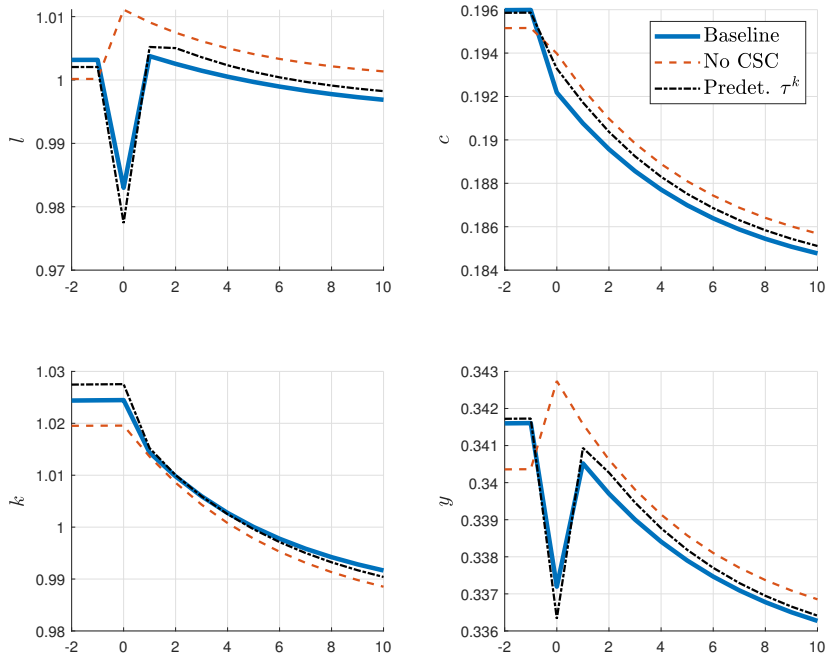 1.01
1
0.99
0.98
0.97
l
-2 0 2 4 6 8 10
0.196
0.194
0.192
0.19
0.188
0.186
0.184
c
-2 0 2 4 6 8 10
Baseline
No CSC
Predet. τ^k
1.03
1.02
1.01
1
0.99
0.98
k
-2 0 2 4 6 8 10
0.343
0.342
0.341
0.34
0.339
0.338
0.337
0.336
y
-2 0 2 4 6 8 10